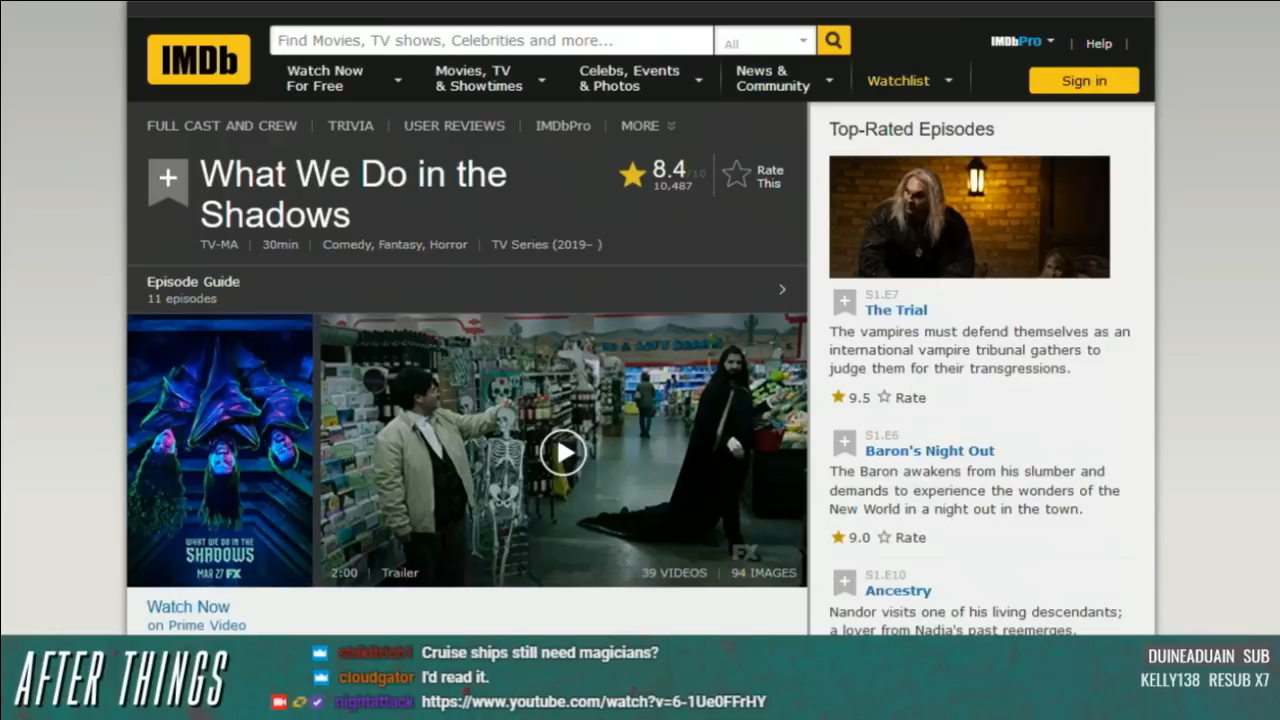 IMDb
Find Movies, TV shows, Celebrities and more...
All
IMDbPro
Help
Watch Now For Free
Movies, TV & Showtimes
Celebs, Events & Photos
News & Community
Watchlist
Sign in
FULL CAST AND CREW | TRIVIA | USER REVIEWS | IMDbPro | MORE
What We Do in the
Shadows
8.4/10
10,487
Rate
This
TV-MA | 30min | Comedy, Fantasy, Horror | TV Series (2019– )
Episode Guide
11 episodes
WHAT WE DO IN THE
SHADOWS
MAR 27 FX
FX
2:00 | Trailer
39 VIDEOS | 94 IMAGES
Watch Now
on Prime Video
Top-Rated Episodes
S1.E7
The Trial
The vampires must defend themselves as an
international vampire tribunal gathers to
judge them for their transgressions.
9.5 Rate
S1.E6
Baron's Night Out
The Baron awakens from his slumber and
demands to experience the wonders of the
New World in a night out in the town.
9.0 Rate
S1.E10
Ancestry
Nandor visits one of his living descendants;
a lover from Nadja's past reemerges.
AFTER THINGS
Cruise ships still need magicians?
cloudgator I'd read it.
nightattack https://www.youtube.com/watch?v=6-1Ue0FFrHY
DUINEADUAIN SUB
KELLY138 RESUB X7